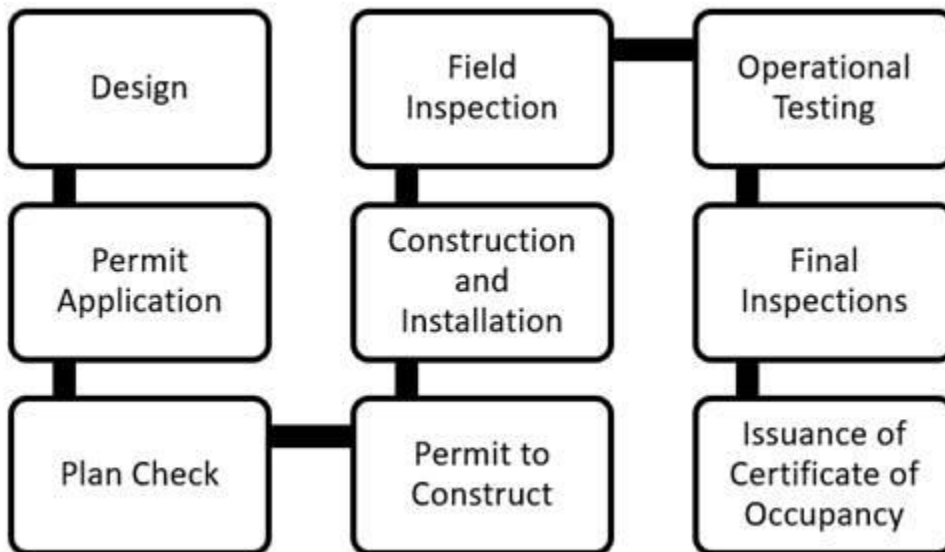 Design
Permit
Application
Plan Check
Permit to
Construct
Construction
and
Installation
Field
Inspection
Operational
Testing
Final
Inspections
Issuance of
Certificate of
Occupancy